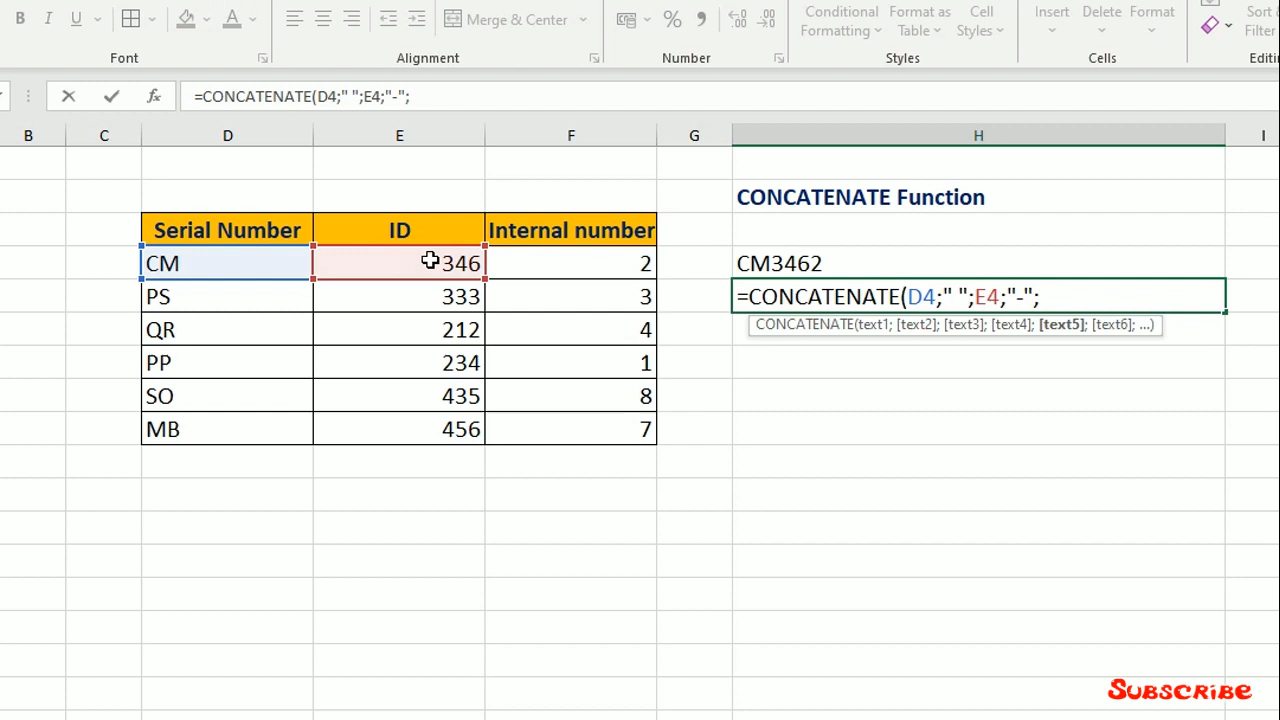 B I U A Merge & Center % 9 Conditional Formatting Format as Table Cell Styles Insert Delete Format Sort & Filter
Font Alignment Number Styles Cells Editin
fx =CONCATENATE(D4;" ";E4;"-";
B C D E F G H I
CONCATENATE Function
Serial Number ID Internal number
CM 346 2 CM3462
PS 333 3 =CONCATENATE(D4;" ";E4;"-";
CONCATENATE(text1; [text2]; [text3]; [text4]; [text5]; [text6]; ...)
QR 212 4
PP 234 1
SO 435 8
MB 456 7
Subscribe